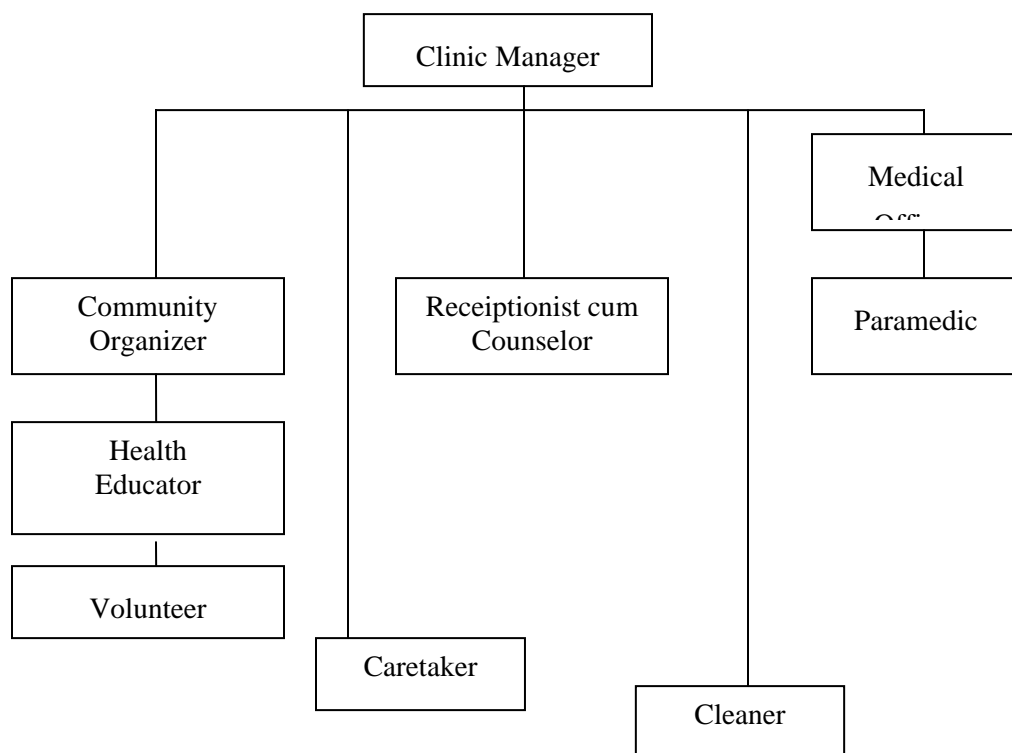 Clinic Manager
Medical
Community
Organizer
Receiptionist cum
Counselor
Paramedic
Health
Educator
Volunteer
Caretaker
Cleaner